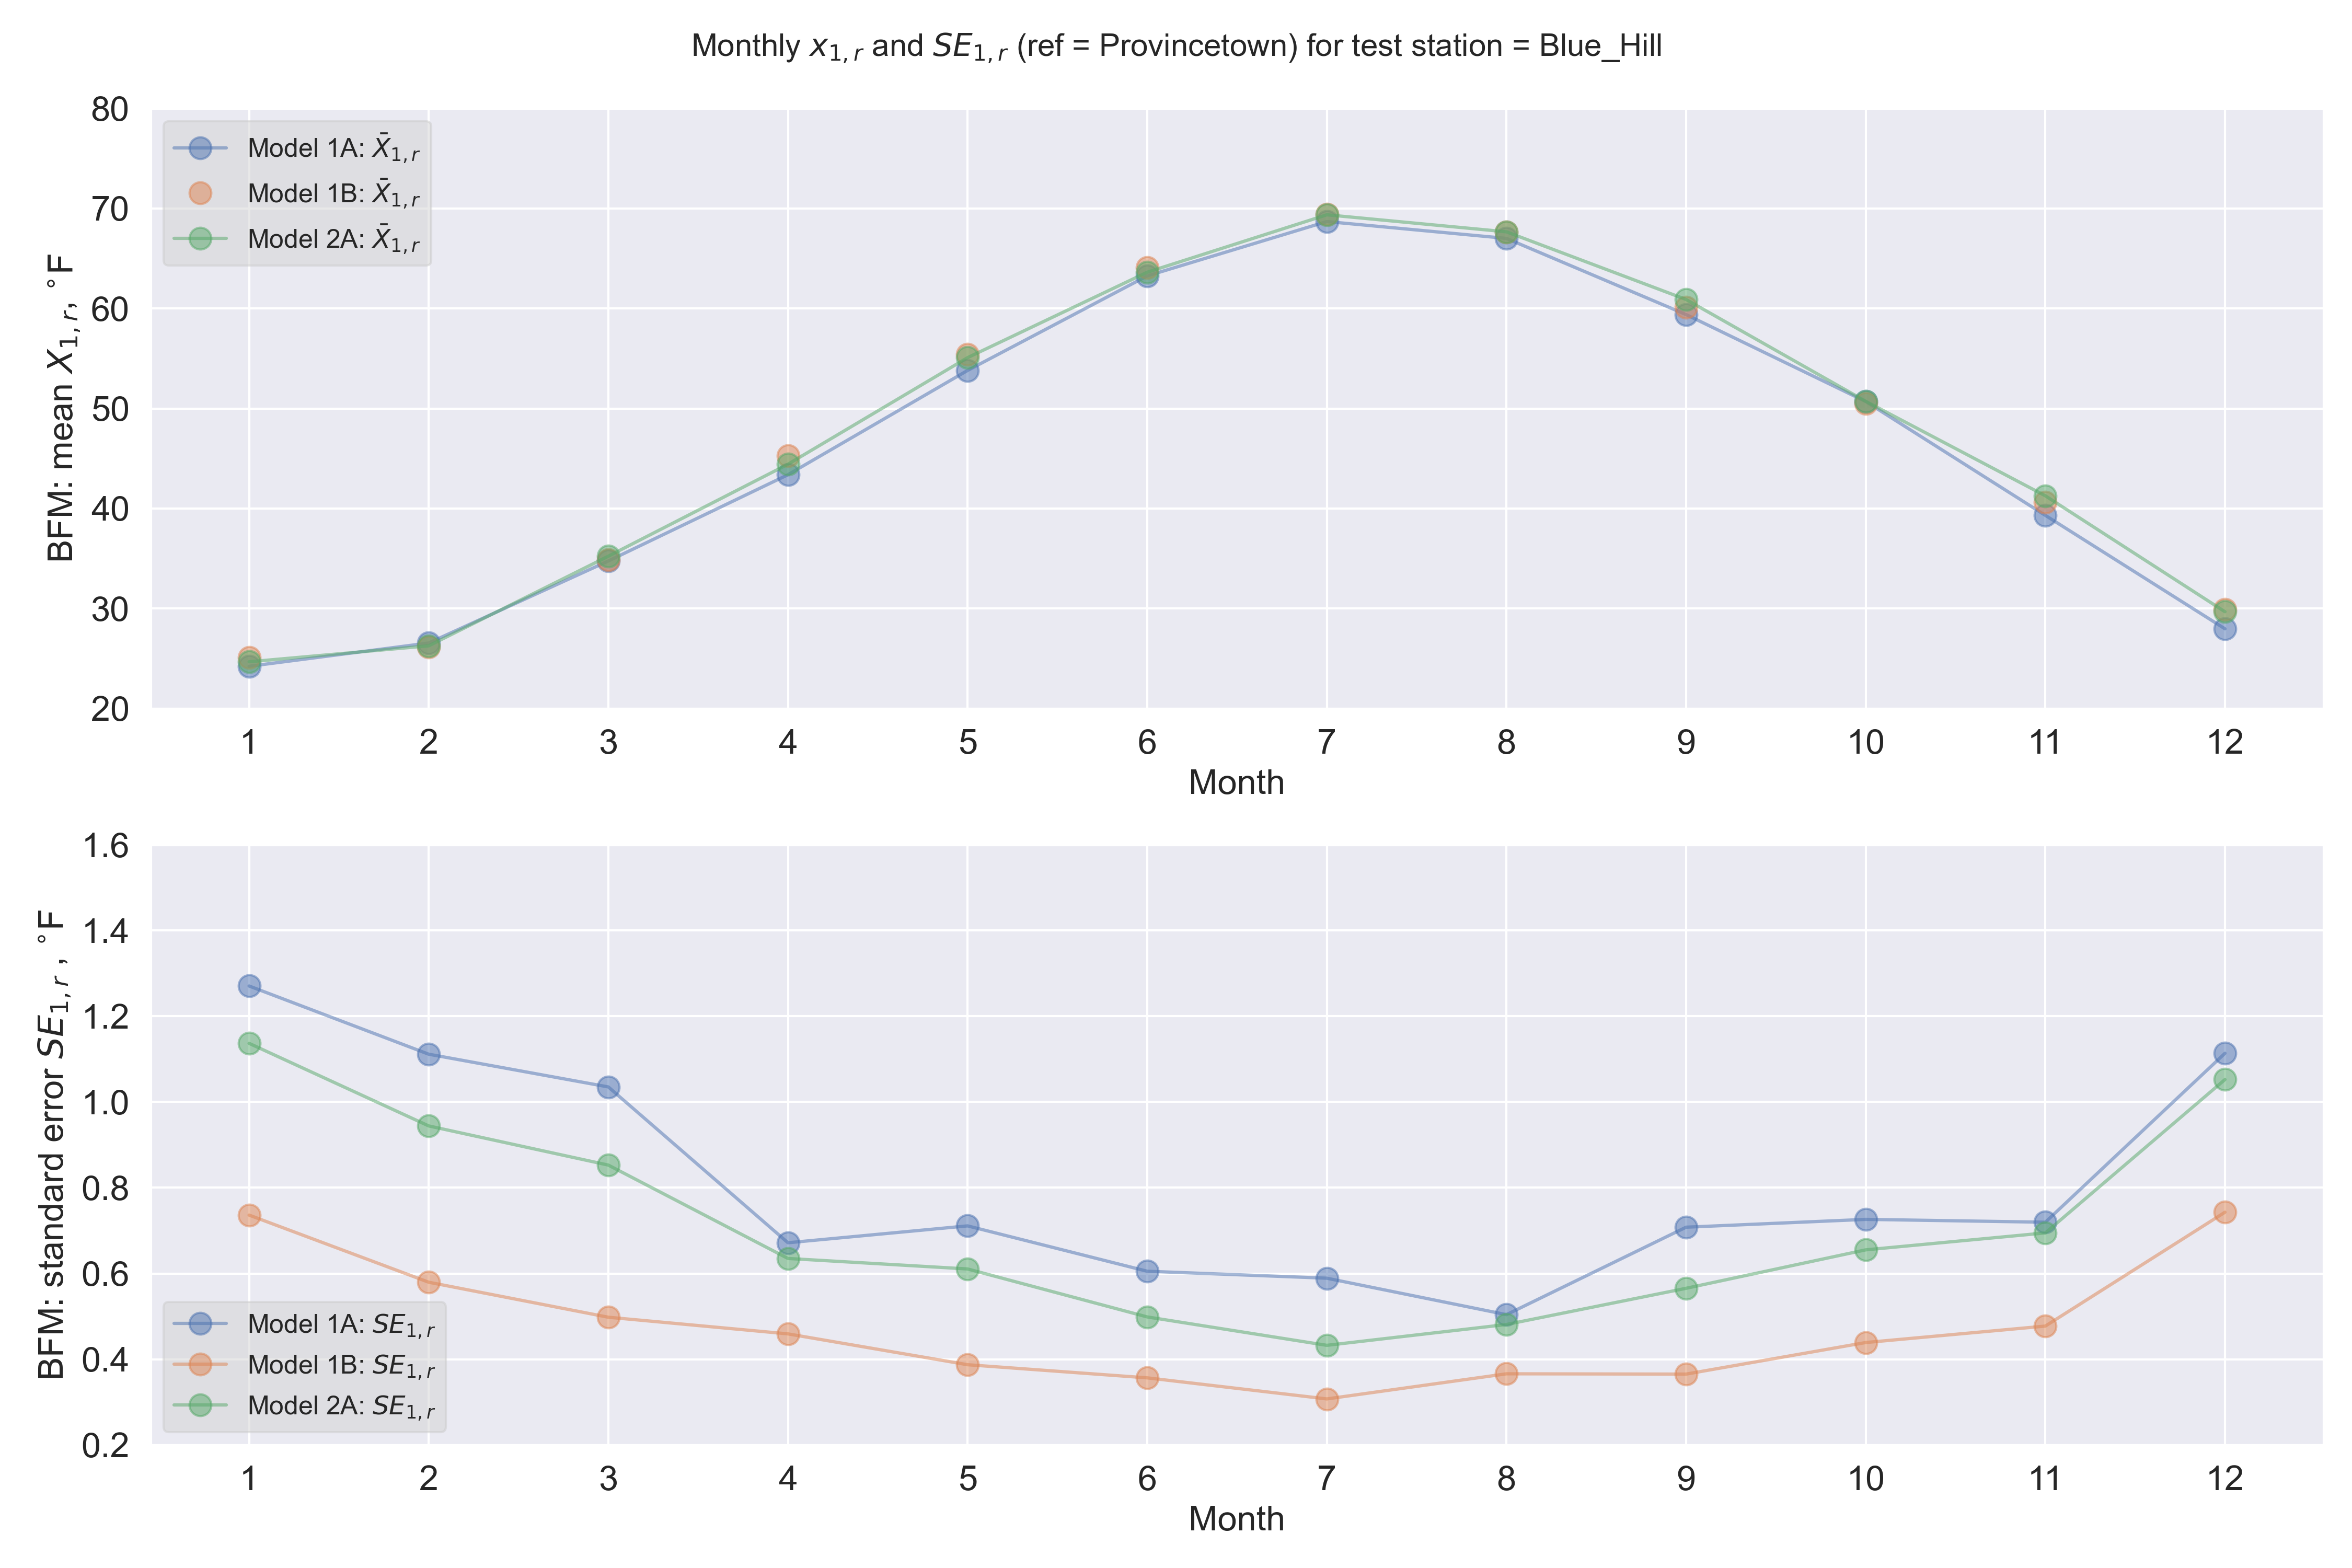 Monthly x₁,ᵣ and SE₁,ᵣ (ref = Provincetown) for test station = Blue_Hill
BFM: mean X₁,ᵣ, °F
80
70
60
50
40
30
20
Model 1A: X̄₁,ᵣ
Model 1B: X̄₁,ᵣ
Model 2A: X̄₁,ᵣ
1 2 3 4 5 6 7 8 9 10 11 12
Month
BFM: standard error SE₁,ᵣ , °F
1.6
1.4
1.2
1.0
0.8
0.6
0.4
0.2
Model 1A: SE₁,ᵣ
Model 1B: SE₁,ᵣ
Model 2A: SE₁,ᵣ
1 2 3 4 5 6 7 8 9 10 11 12
Month